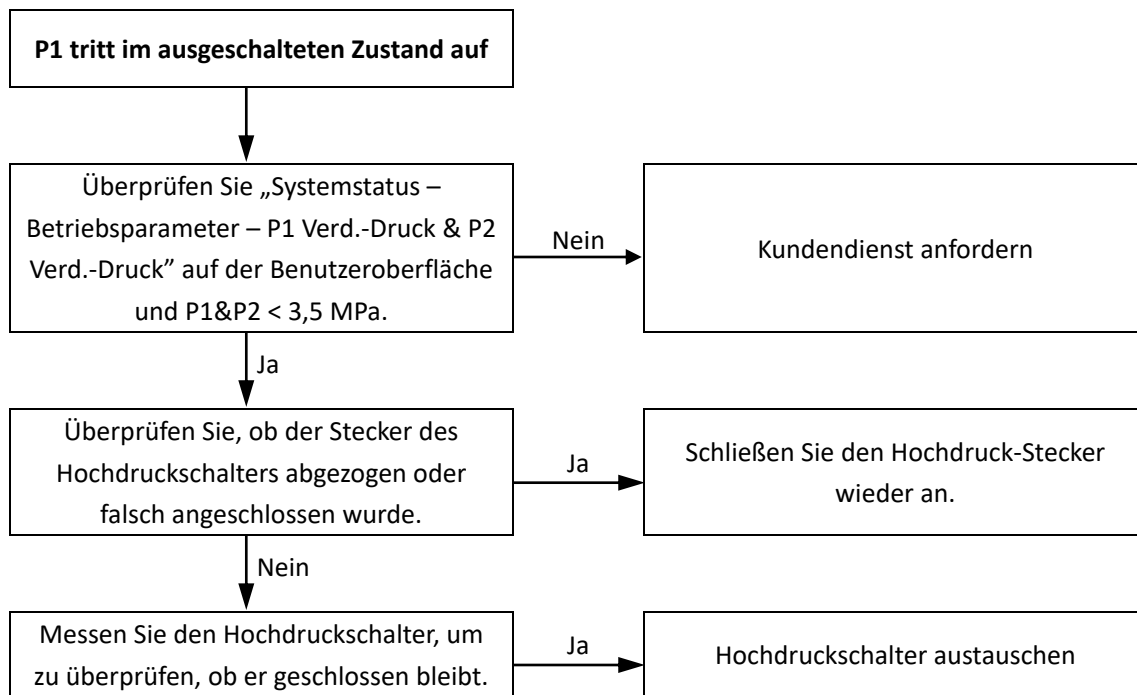 P1 tritt im ausgeschalteten Zustand auf
Überprüfen Sie „Systemstatus –
Betriebsparameter – P1 Verd.-Druck & P2
Verd.-Druck” auf der Benutzeroberfläche
und P1&P2 < 3,5 MPa.
Nein
Kundendienst anfordern
Ja
Überprüfen Sie, ob der Stecker des
Hochdruckschalters abgezogen oder
falsch angeschlossen wurde.
Ja
Schließen Sie den Hochdruck-Stecker
wieder an.
Nein
Messen Sie den Hochdruckschalter, um
zu überprüfen, ob er geschlossen bleibt.
Ja
Hochdruckschalter austauschen